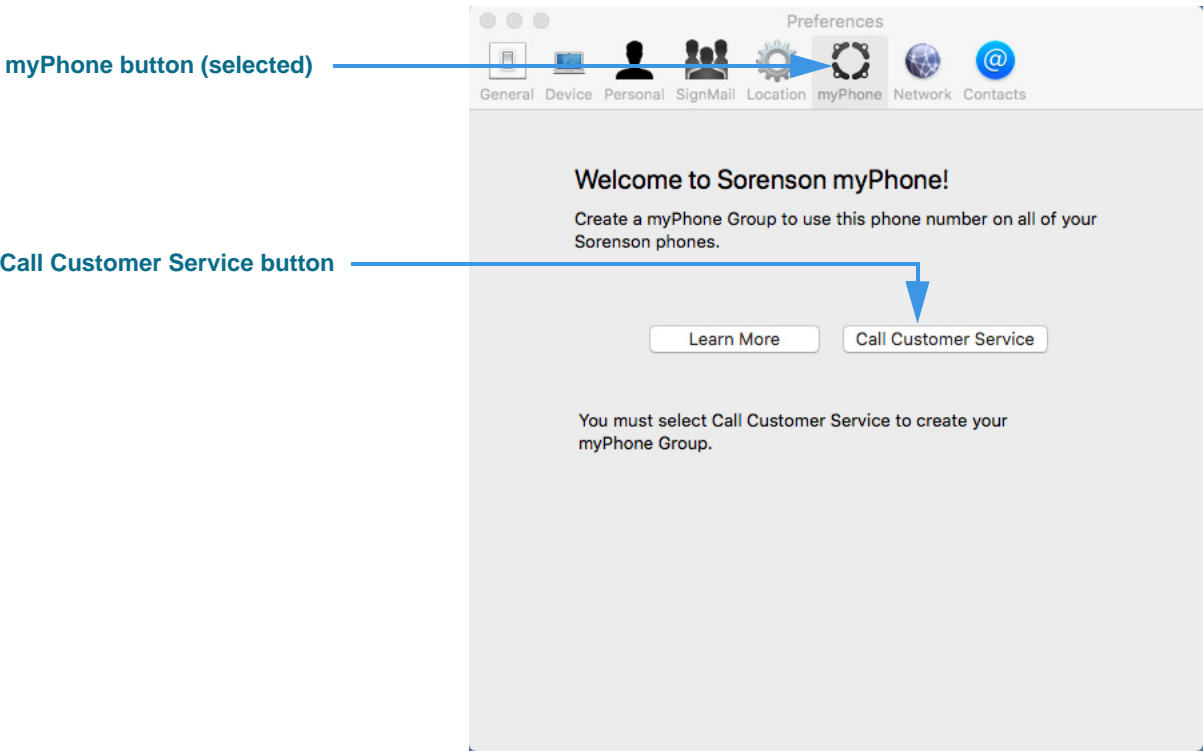 Preferences
myPhone button (selected)
General Device Personal SignMail Location myPhone Network Contacts
@
Welcome to Sorenson myPhone!
Create a myPhone Group to use this phone number on all of your
Sorenson phones.
Call Customer Service button
Learn More
Call Customer Service
You must select Call Customer Service to create your
myPhone Group.